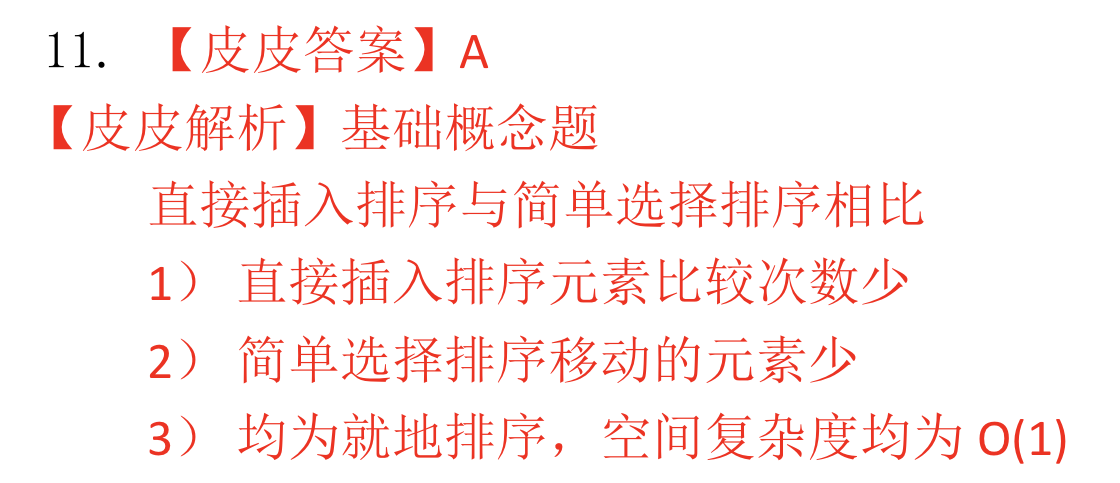 11. 【皮皮答案】A
【皮皮解析】基础概念题
直接插入排序与简单选择排序相比
1） 直接插入排序元素比较次数少
2） 简单选择排序移动的元素少
3） 均为就地排序，空间复杂度均为 O(1)